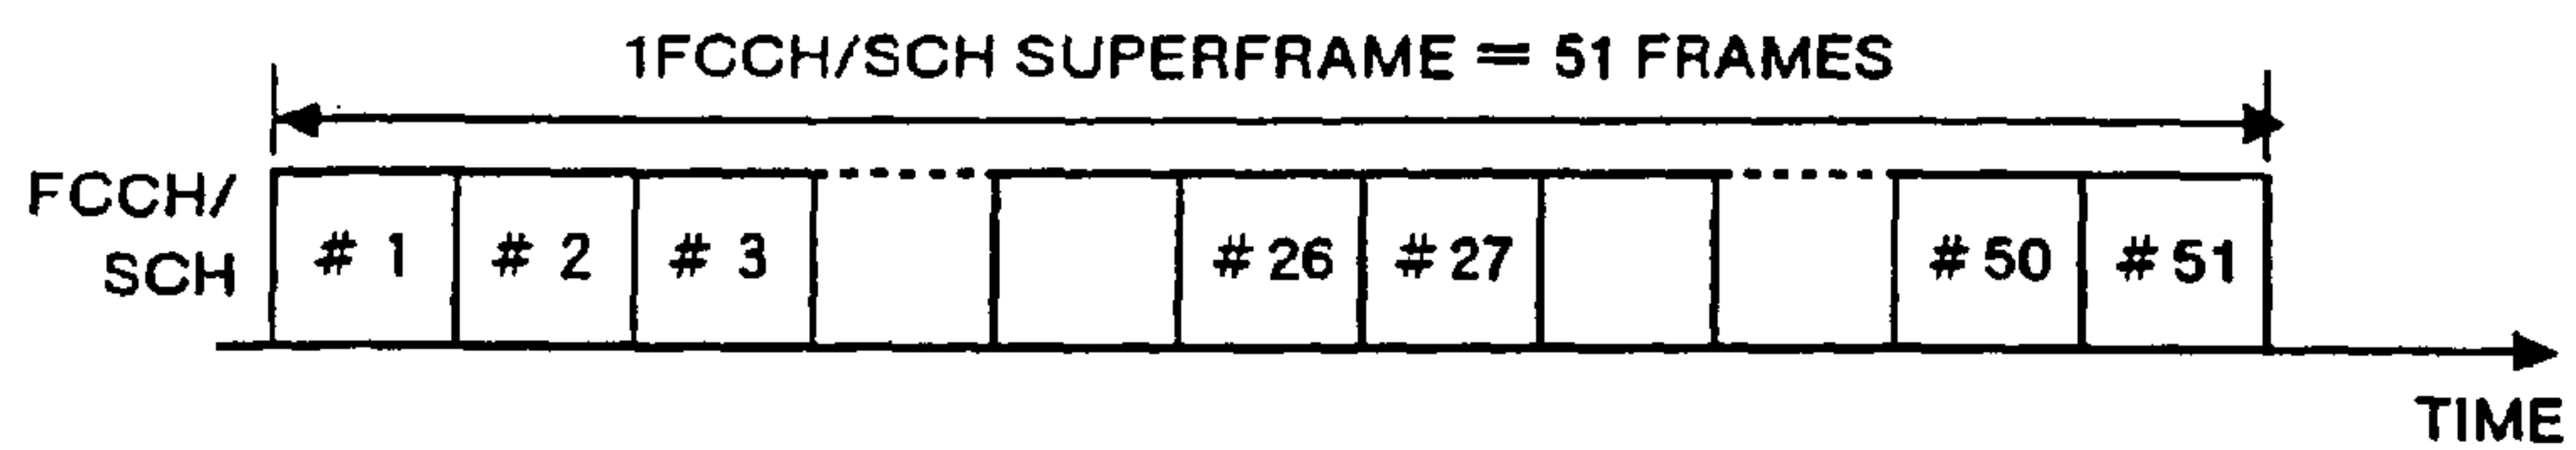 1FCCH/SCH SUPERFRAME = 51 FRAMES
FCCH/
SCH
# 1 # 2 # 3 # 26 # 27 # 50 # 51
TIME